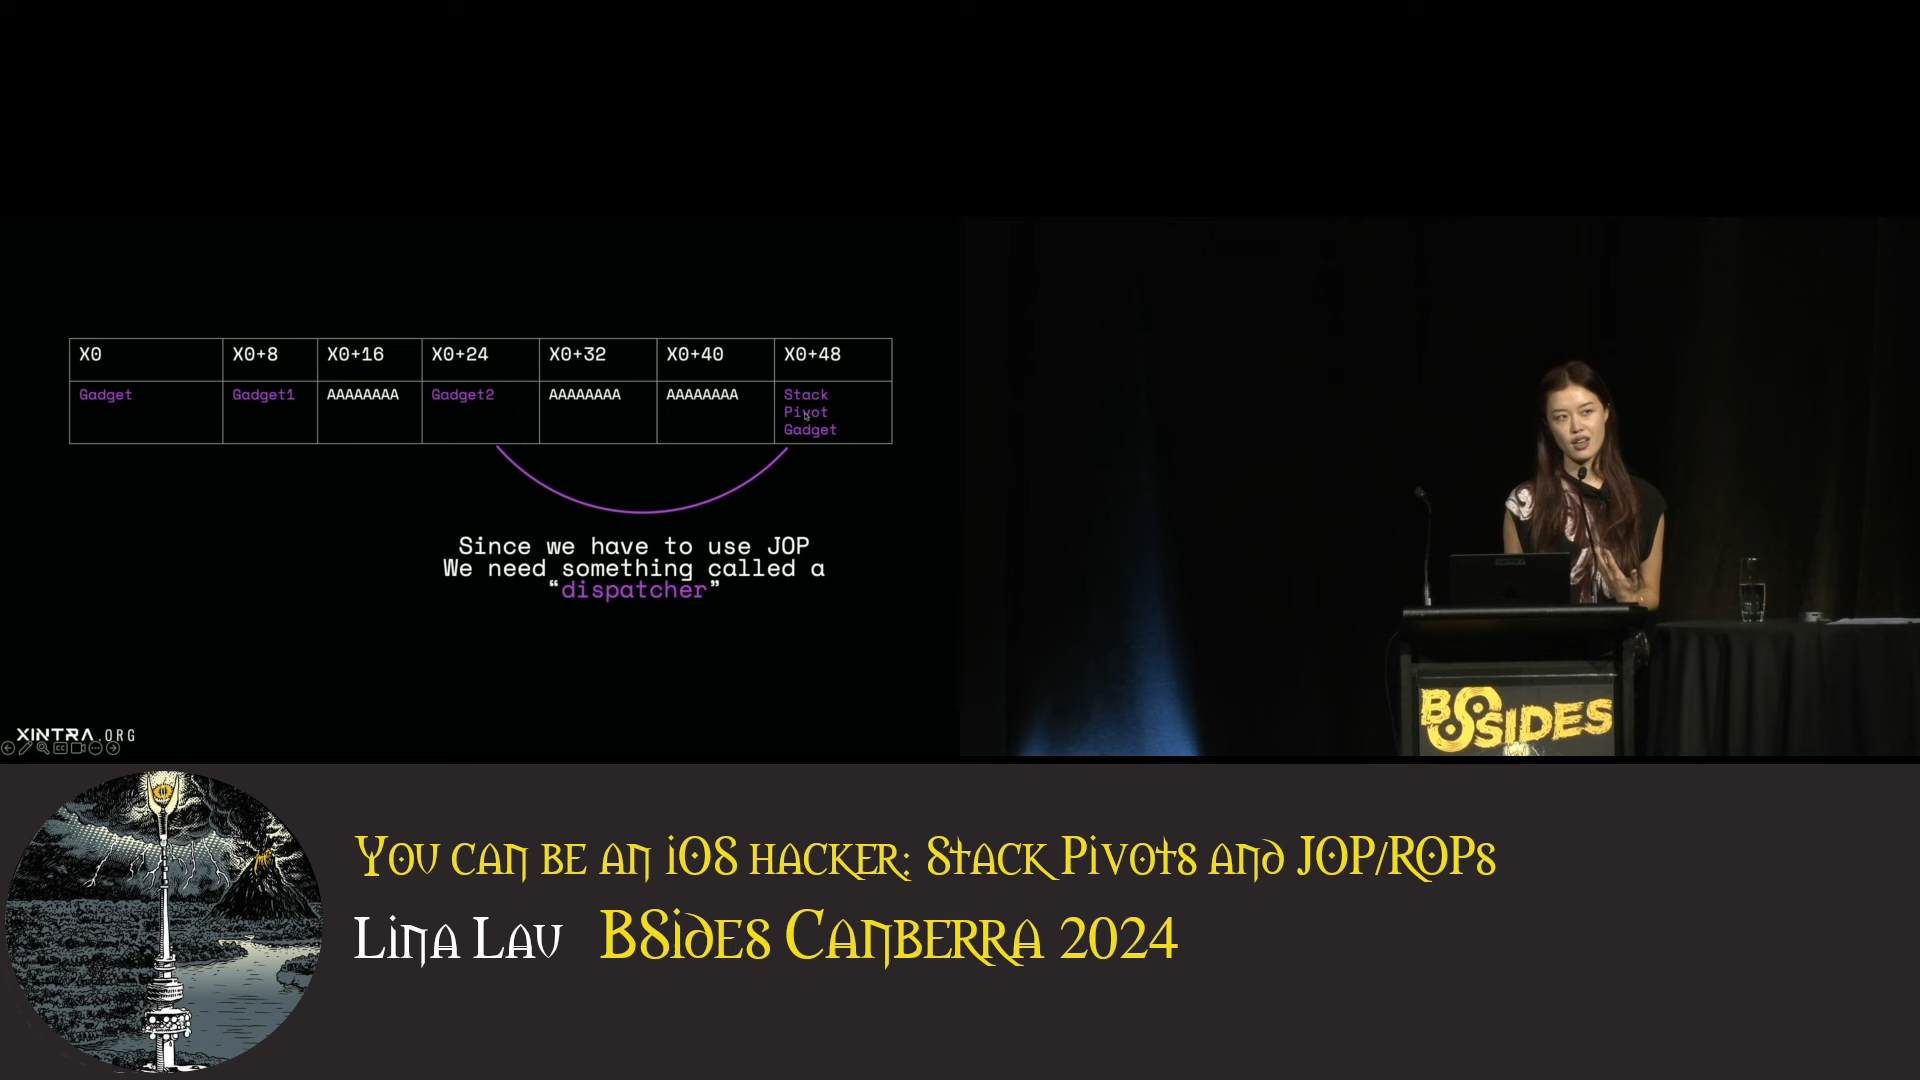 X0 X0+8 X0+16 X0+24 X0+32 X0+40 X0+48
Gadget Gadget1 AAAAAAAA Gadget2 AAAAAAAA AAAAAAAA Stack
Pivot
Gadget
Since we have to use JOP
We need something called a
“dispatcher”
XINTRA.ORG
BSIDES
You can be an iOS hacker: Stack Pivots and JOP/ROPs
Lina Lau BSides Canberra 2024